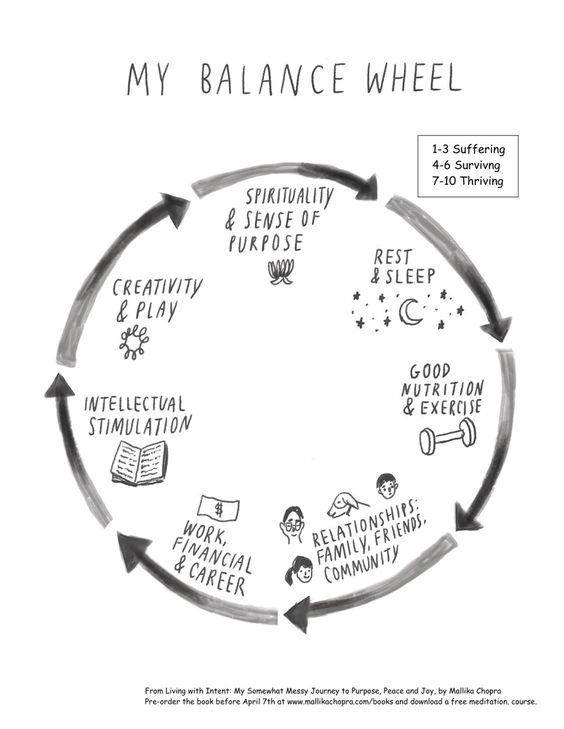 MY BALANCE WHEEL
1-3 Suffering
4-6 Survivng
7-10 Thriving
SPIRITUALITY
& SENSE OF
PURPOSE
REST
& SLEEP
GOOD
NUTRITION
& EXERCISE
RELATIONSHIPS:
FAMILY, FRIENDS,
COMMUNITY
$
WORK,
FINANCIAL
& CAREER
INTELLECTUAL
STIMULATION
CREATIVITY
& PLAY
From Living with Intent: My Somewhat Messy Journey to Purpose, Peace and Joy, by Mallika Chopra
Pre-order the book before April 7th at www.mallikachopra.com/books and download a free meditation. course.